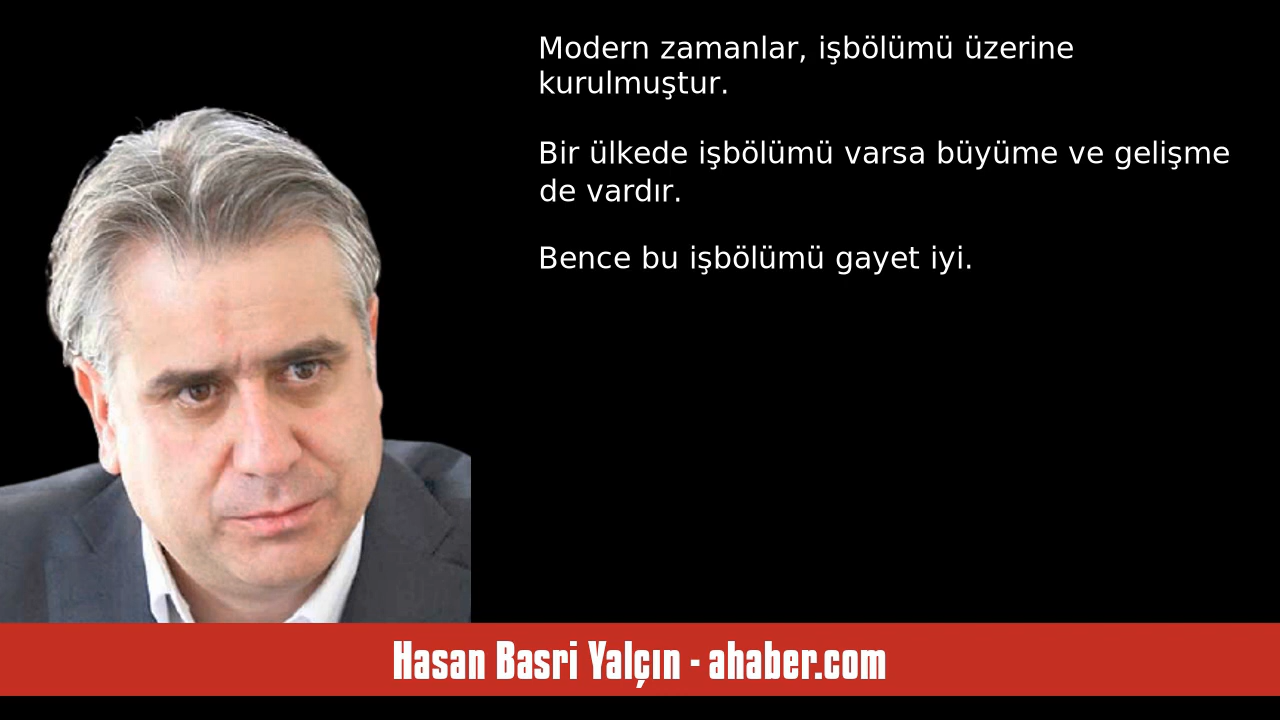 Modern zamanlar, işbölümü üzerine
kurulmuştur.
Bir ülkede işbölümü varsa büyüme ve gelişme
de vardır.
Bence bu işbölümü gayet iyi.
Hasan Basri Yalçın - ahaber.com